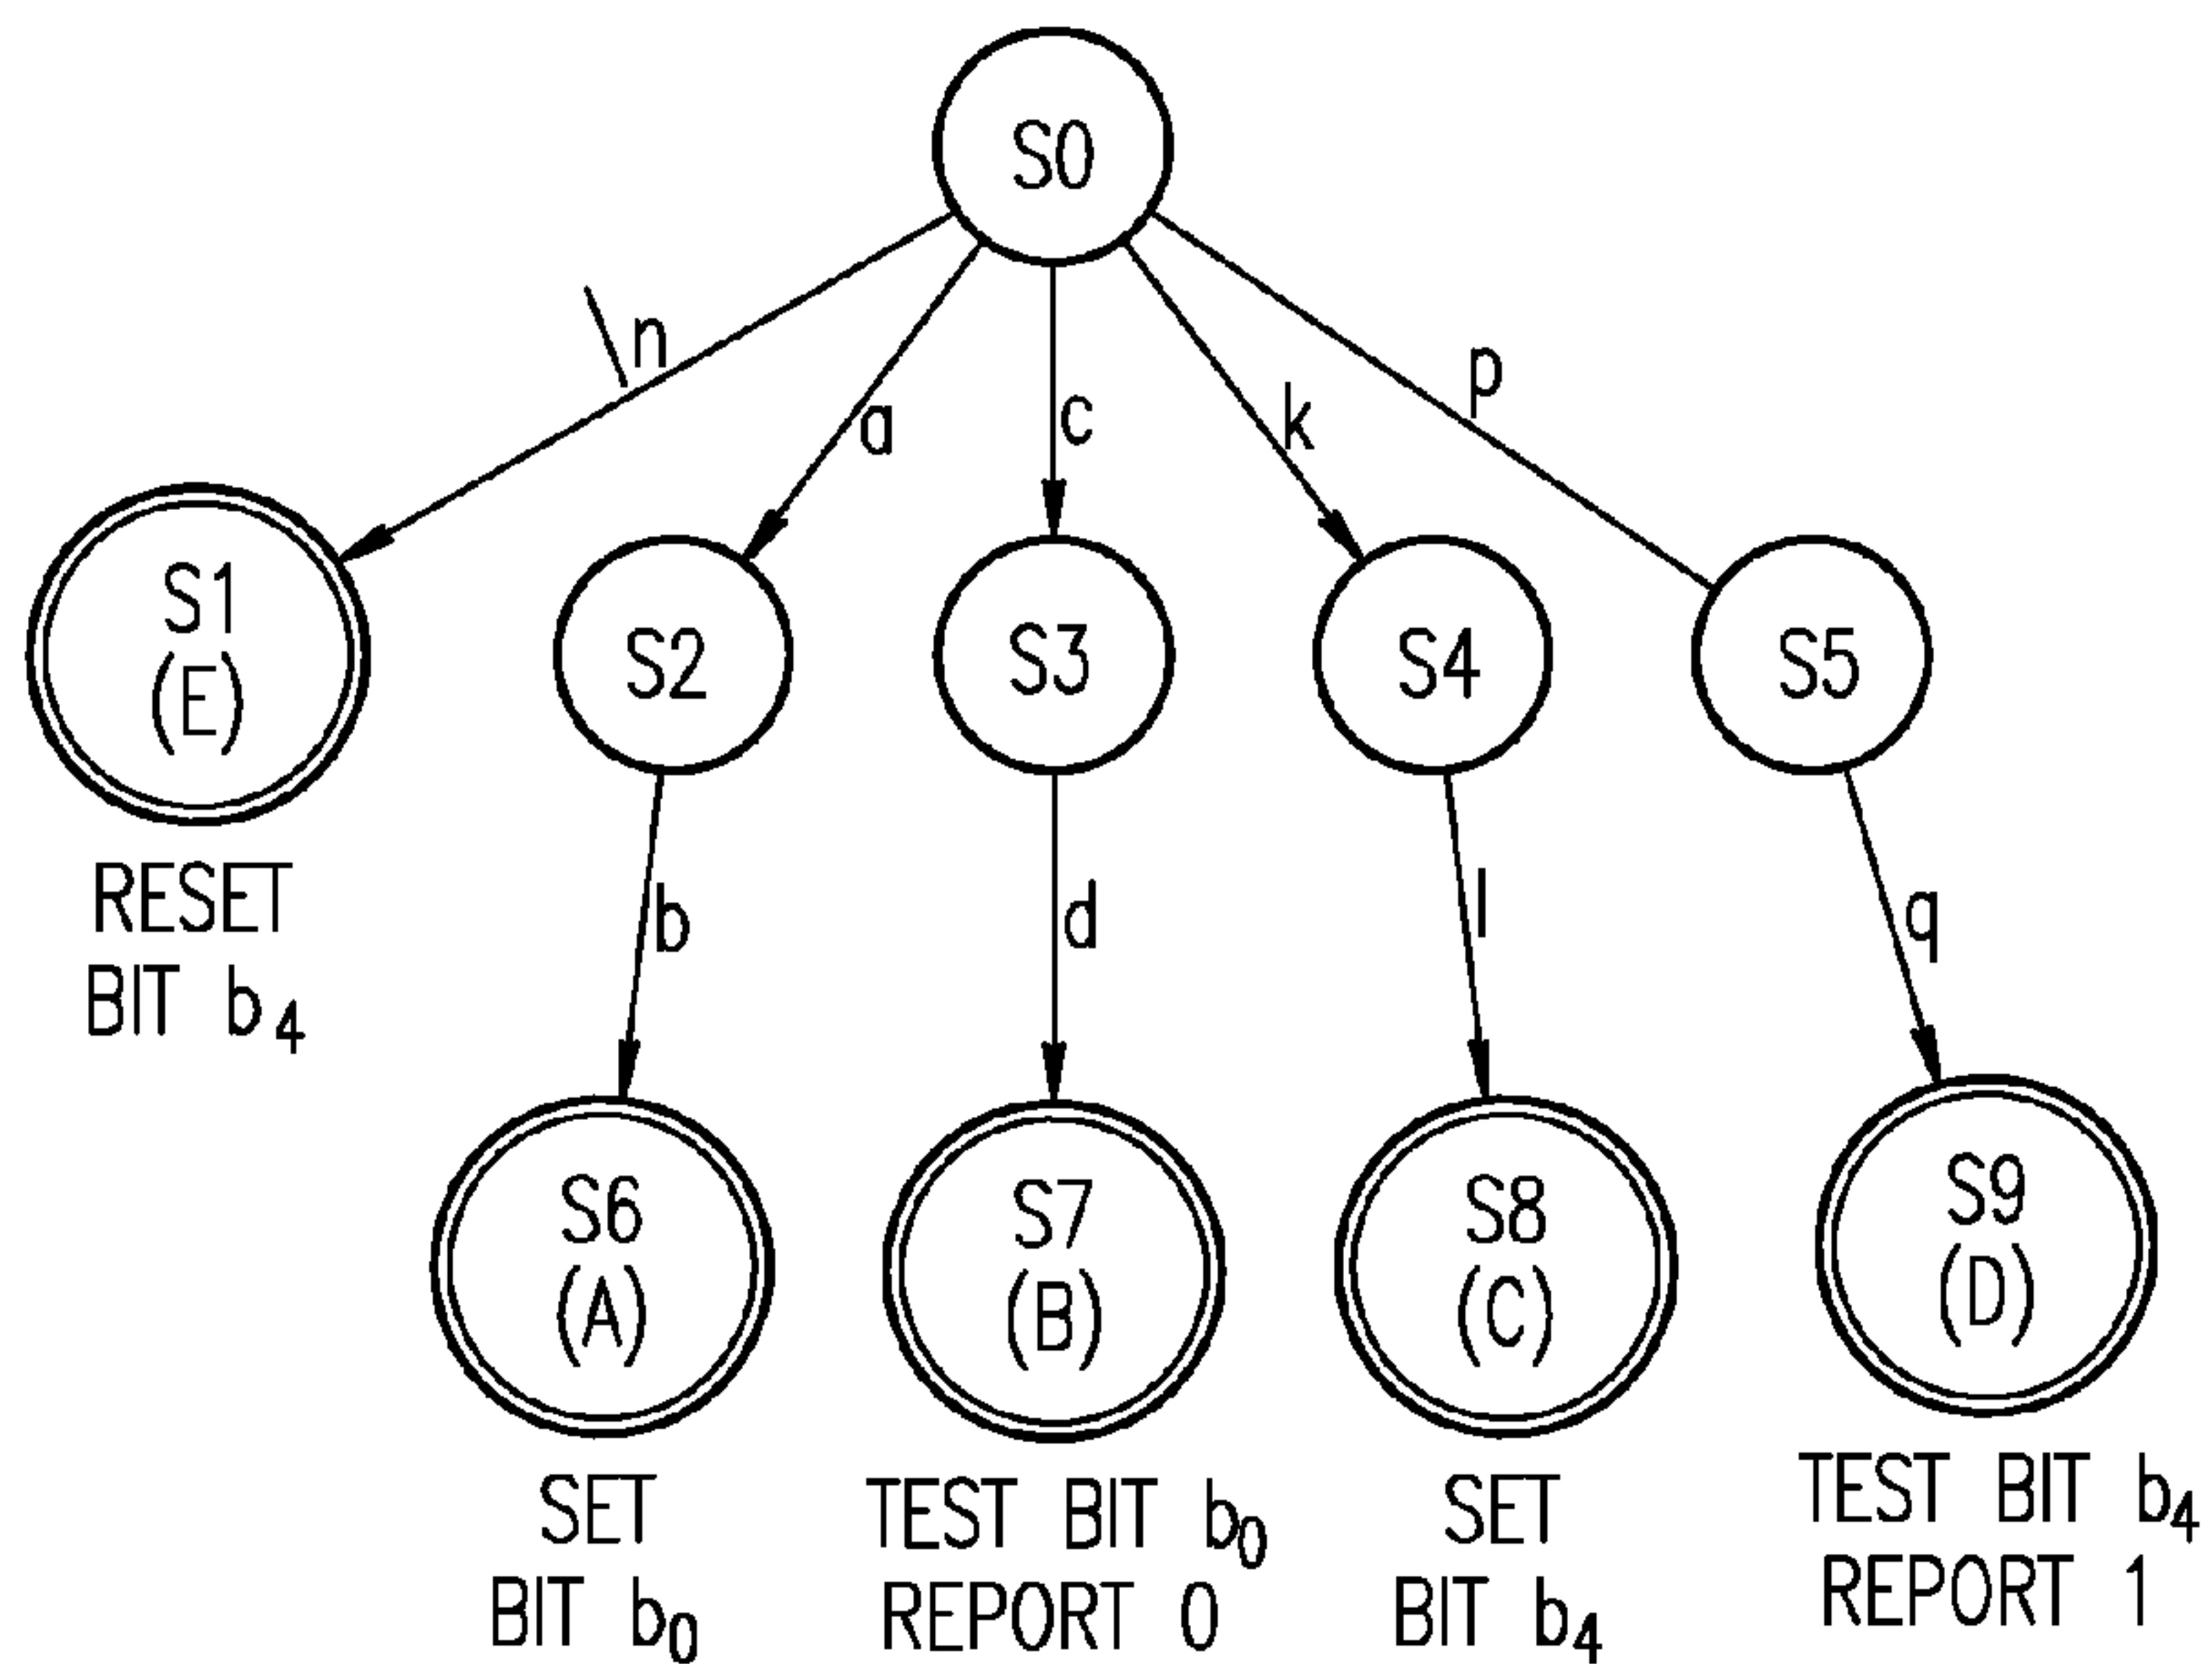 S0
\n
a
c
k
p
S1
(E)
S2
S3
S4
S5
RESET
BIT b4
b
d
l
q
S6
(A)
S7
(B)
S8
(C)
S9
(D)
SET
BIT b0
TEST BIT b0
REPORT 0
SET
BIT b4
TEST BIT b4
REPORT 1